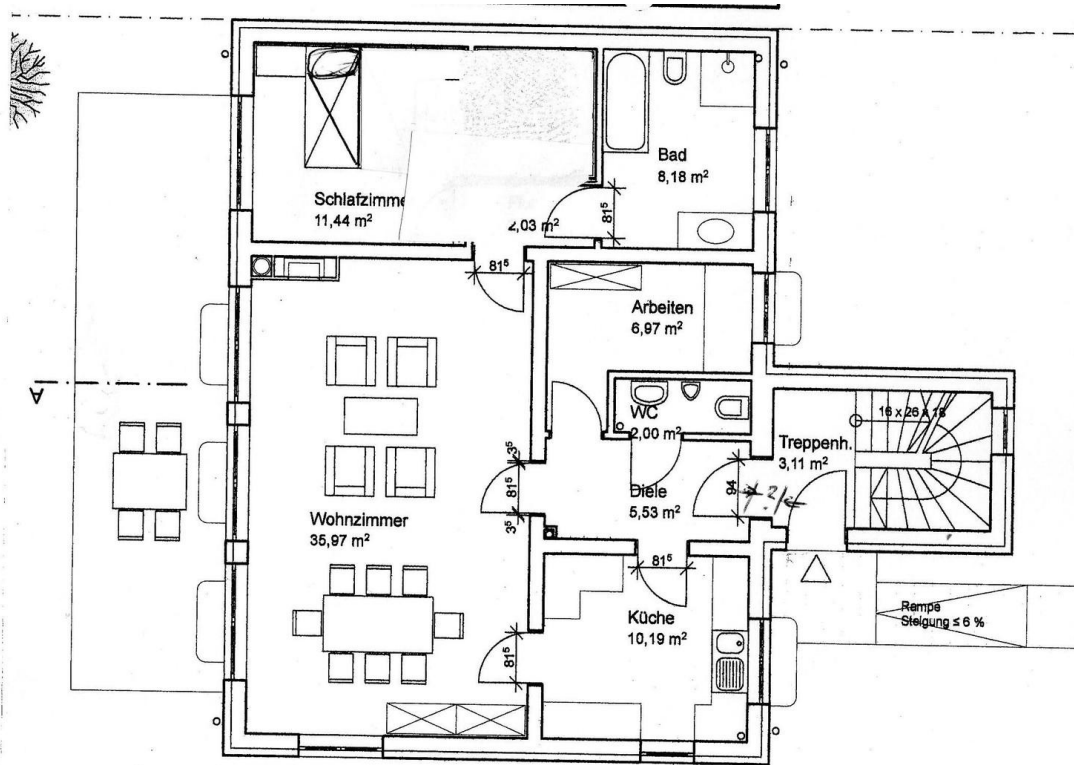 Bad
8,18 m²
Schlafzimme
11,44 m²
2,03 m²
81⁵
81⁵
Arbeiten
6,97 m²
A
WC
2,00 m²
16 x 26 x 18
Treppenh.
3,11 m²
3⁵
81⁵
3⁵
94
Diele
5,53 m²
Wohnzimmer
35,97 m²
81⁵
Küche
10,19 m²
81⁵
Rampe
Steigung ≤ 6 %